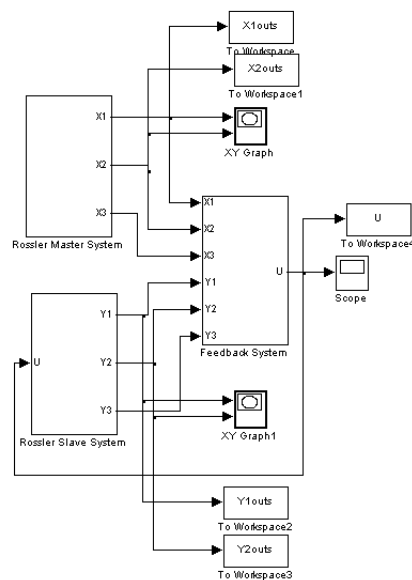 X1outs
To Workspace
X2outs
To Workspace1
X1
X2
X3
Rossler Master System
XY Graph
X1
X2
X3
Y1
Y2
Y3
U
Feedback System
U
To Workspace4
Scope
U
Y1
Y2
Y3
Rossler Slave System
XY Graph1
Y1outs
To Workspace2
Y2outs
To Workspace3